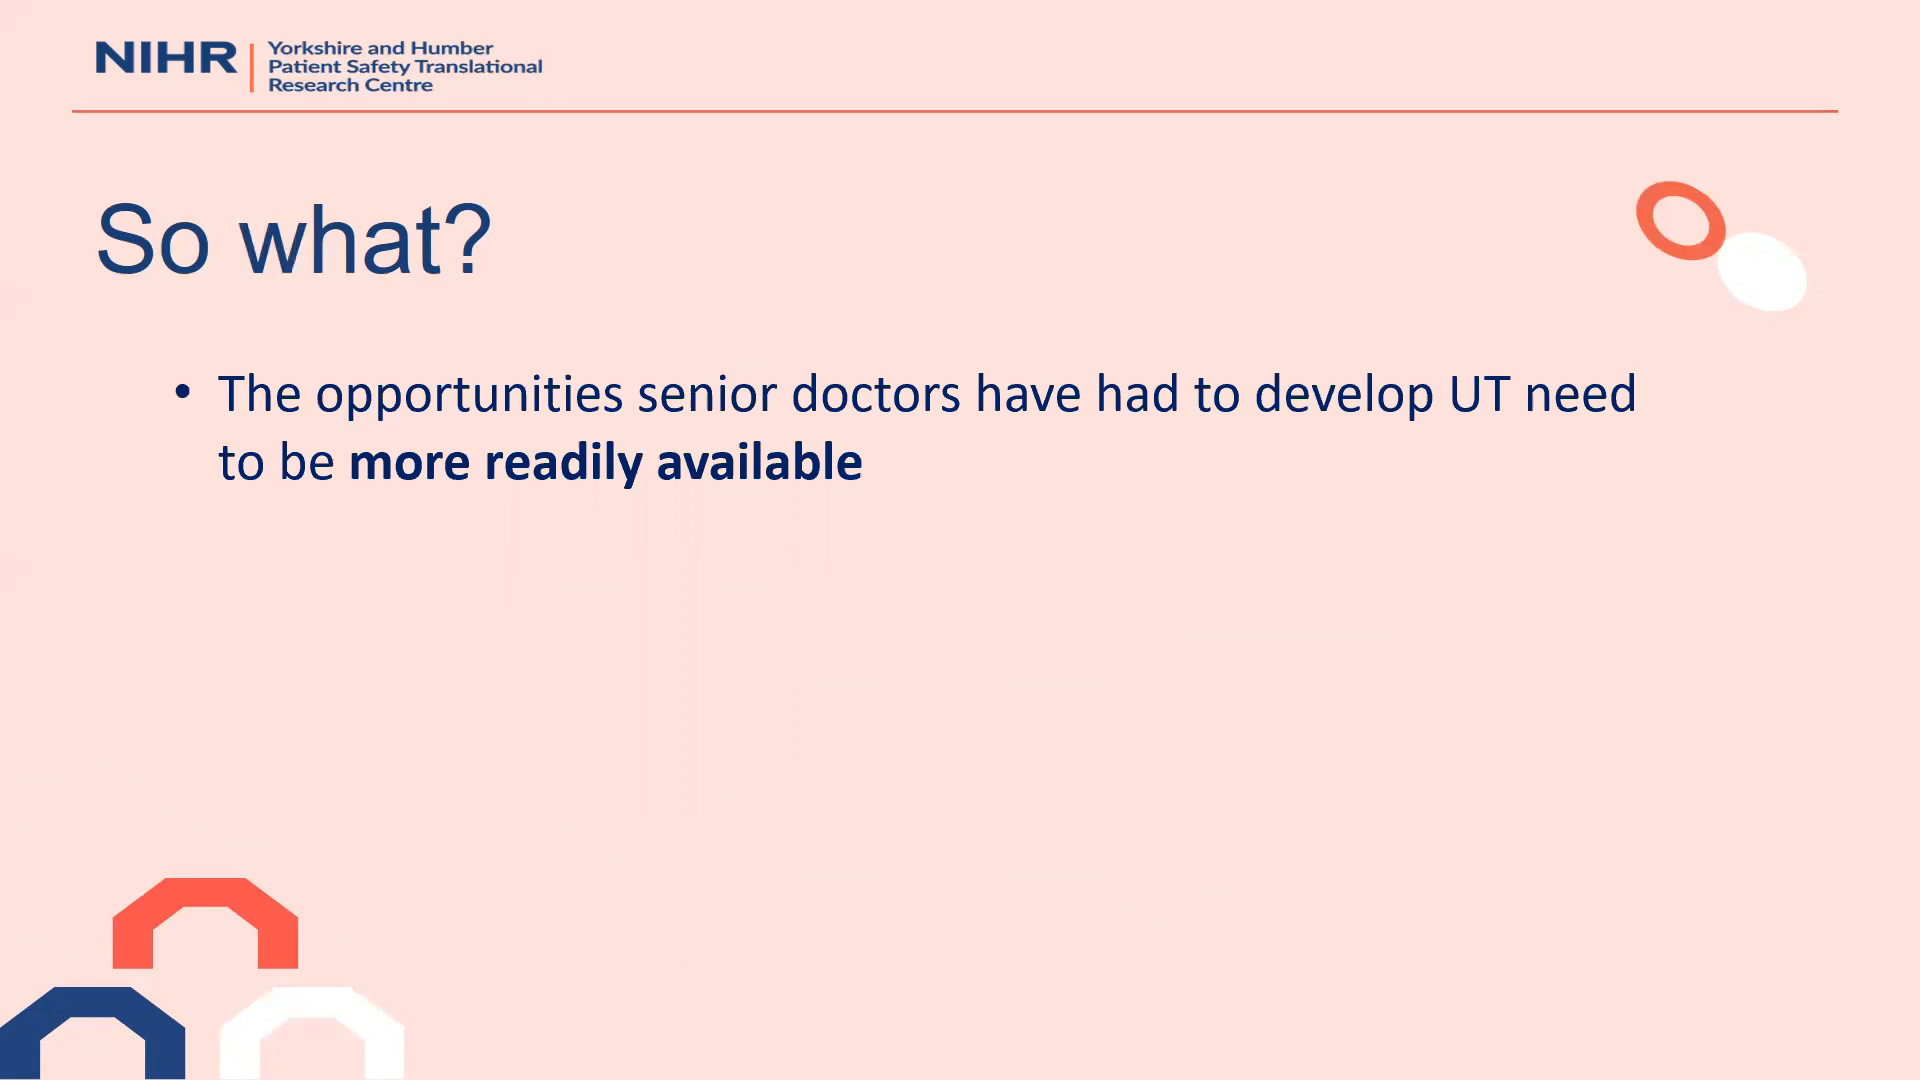 NIHR
Yorkshire and Humber
Patient Safety Translational
Research Centre
So what?
• The opportunities senior doctors have had to develop UT need
to be more readily available